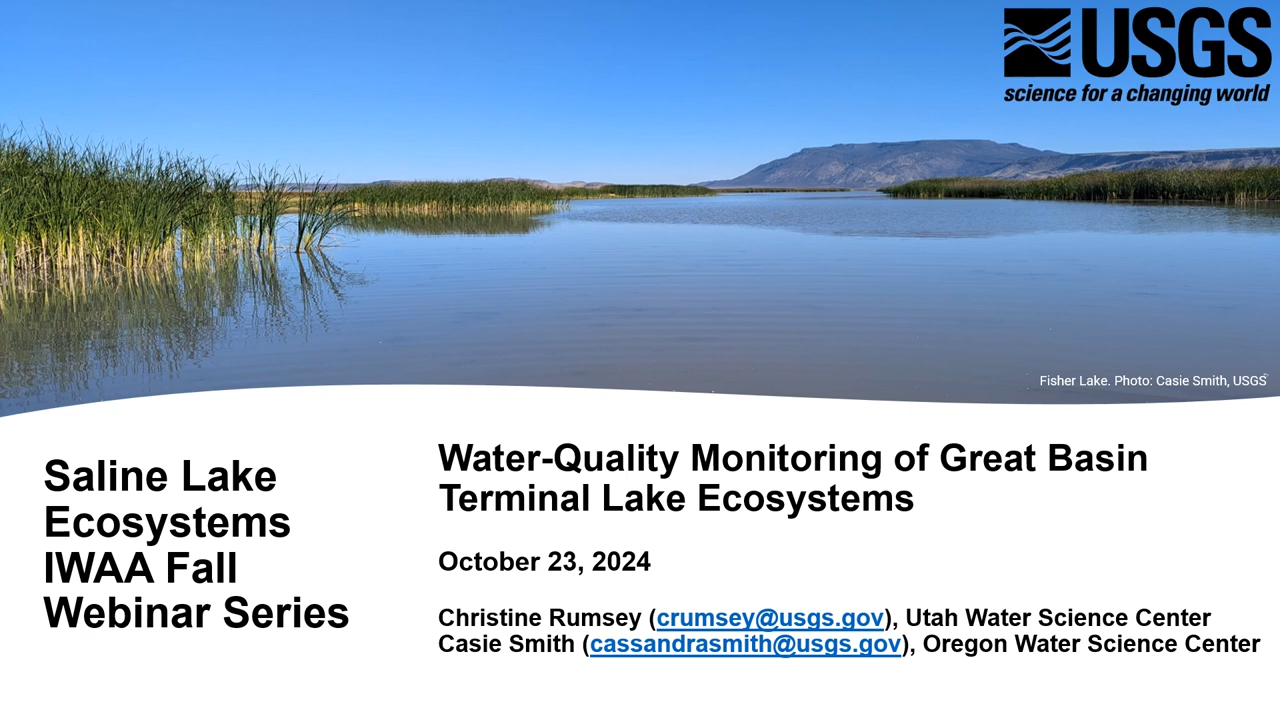 USGS
science for a changing world
Fisher Lake. Photo: Casie Smith, USGS
Saline Lake
Ecosystems
IWAA Fall
Webinar Series
Water-Quality Monitoring of Great Basin
Terminal Lake Ecosystems
October 23, 2024
Christine Rumsey (crumsey@usgs.gov), Utah Water Science Center
Casie Smith (cassandrasmith@usgs.gov), Oregon Water Science Center